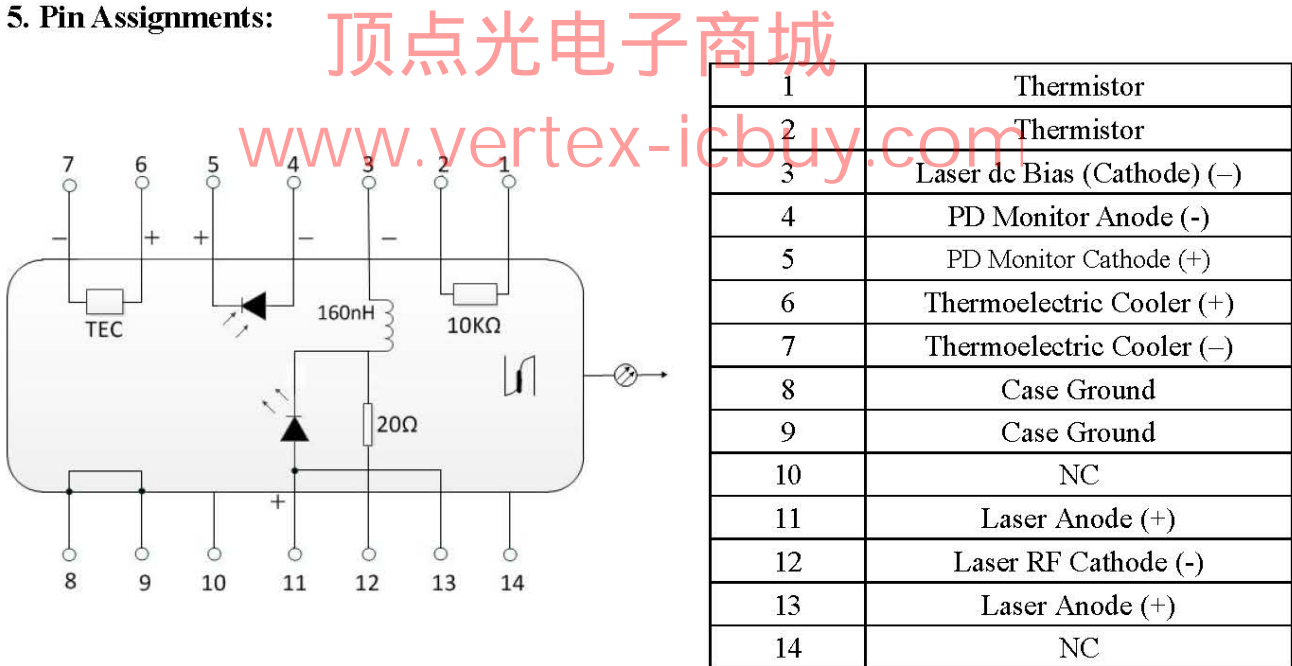 5. Pin Assignments:
顶点光电子商城
www.vertex-icbuy.com
7 6 5 4 3 2 1
− + + − −
TEC
160nH
10KΩ
20Ω
+
8 9 10 11 12 13 14
1 Thermistor
2 Thermistor
3 Laser dc Bias (Cathode) (–)
4 PD Monitor Anode (-)
5 PD Monitor Cathode (+)
6 Thermoelectric Cooler (+)
7 Thermoelectric Cooler (–)
8 Case Ground
9 Case Ground
10 NC
11 Laser Anode (+)
12 Laser RF Cathode (-)
13 Laser Anode (+)
14 NC